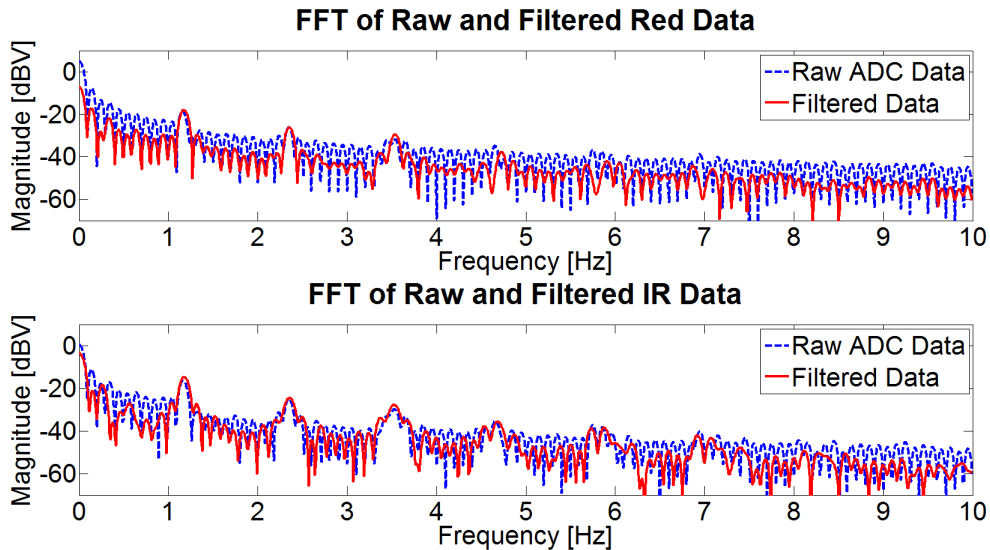 FFT of Raw and Filtered Red Data
Magnitude [dBV]
0
-20
-40
-60
Raw ADC Data
Filtered Data
0 1 2 3 4 5 6 7 8 9 10
Frequency [Hz]
FFT of Raw and Filtered IR Data
Magnitude [dBV]
0
-20
-40
-60
Raw ADC Data
Filtered Data
0 1 2 3 4 5 6 7 8 9 10
Frequency [Hz]